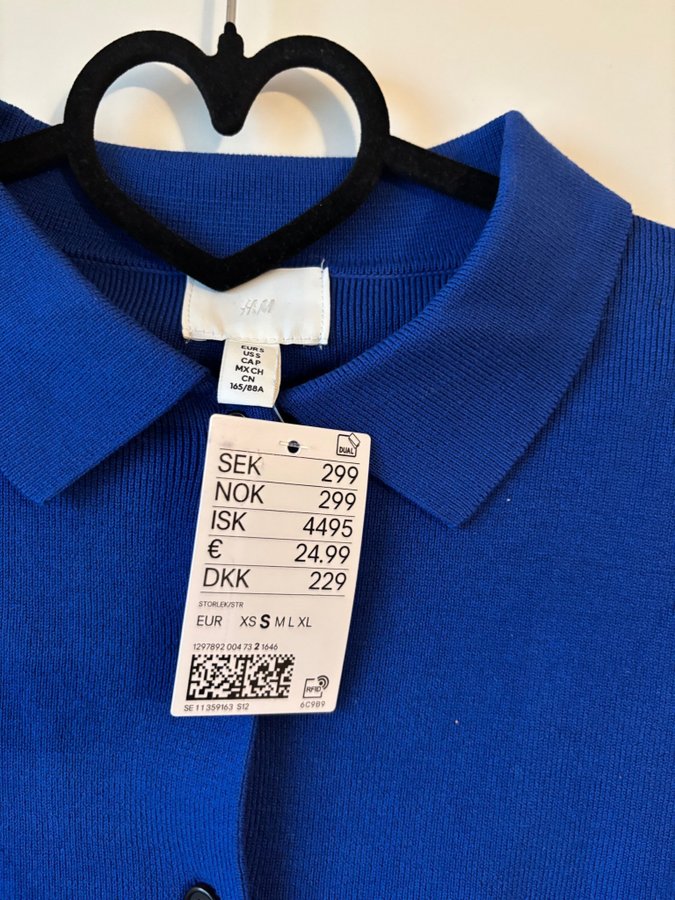 H&M
EUR S
US S
CA P
MX CH
CN
165/88A
DUAL
SEK 299
NOK 299
ISK 4495
€ 24.99
DKK 229
STORLEK/STR
EUR XS S M L XL
1297892 004 73 2 1646
RFID
SE 11 359163 S12 6C9B9